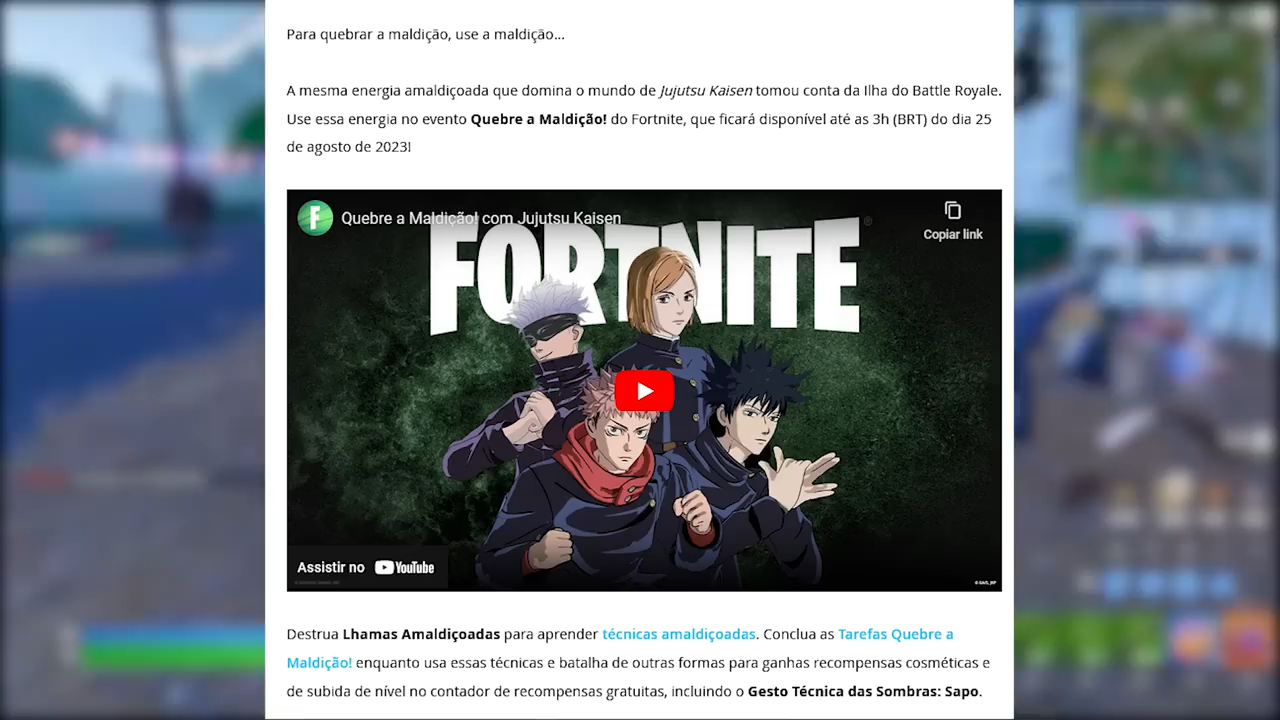 Para quebrar a maldição, use a maldição...
A mesma energia amaldiçoada que domina o mundo de Jujutsu Kaisen tomou conta da Ilha do Battle Royale.
Use essa energia no evento Quebre a Maldição! do Fortnite, que ficará disponível até as 3h (BRT) do dia 25
de agosto de 2023!
Quebre a Maldição! com Jujutsu Kaisen
Copiar link
FORTNITE
Assistir no YouTube
Destrua Lhamas Amaldiçoadas para aprender técnicas amaldiçoadas. Conclua as Tarefas Quebre a
Maldição! enquanto usa essas técnicas e batalha de outras formas para ganhas recompensas cosméticas e
de subida de nível no contador de recompensas gratuitas, incluindo o Gesto Técnica das Sombras: Sapo.